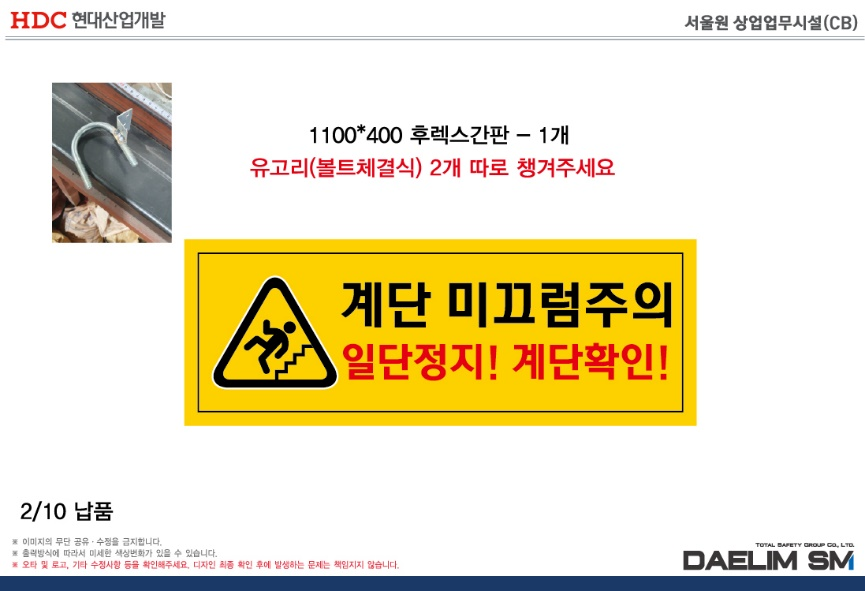 HDC 현대산업개발
서울원 상업업무시설(CB)
1100*400 후렉스간판 – 1개
유고리(볼트체결식) 2개 따로 챙겨주세요
계단 미끄럼주의
일단정지! 계단확인!
2/10 납품
※ 이미지의 무단 공유 · 수정을 금지합니다.
※ 출력방식에 따라서 미세한 색상변화가 있을 수 있습니다.
※ 오타 및 로고, 기타 수정사항 등을 확인해주세요. 디자인 최종 확인 후에 발생하는 문제는 책임지지 않습니다.
TOTAL SAFETY GROUP CO., LTD.
DAELIM SM